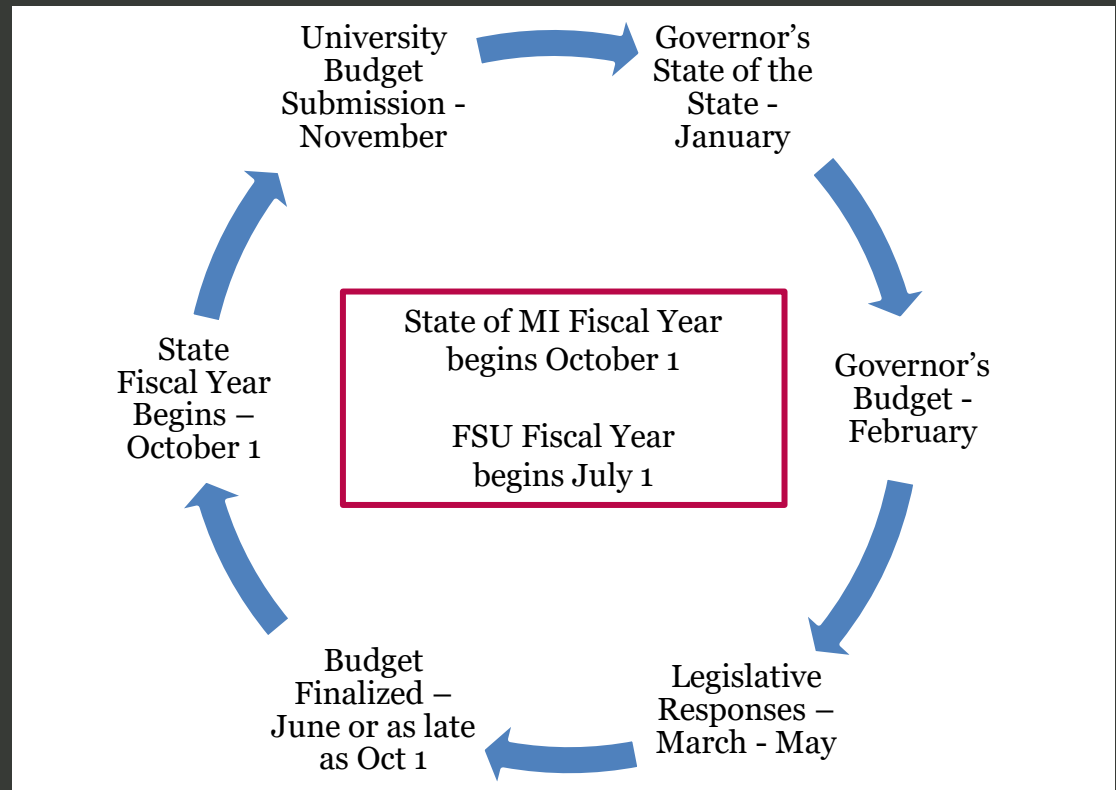 University
Budget
Submission -
November
Governor's
State of the
State -
January
Governor's
Budget -
February
Legislative
Responses –
March - May
Budget
Finalized –
June or as late
as Oct 1
State
Fiscal Year
Begins –
October 1
State of MI Fiscal Year
begins October 1
FSU Fiscal Year
begins July 1